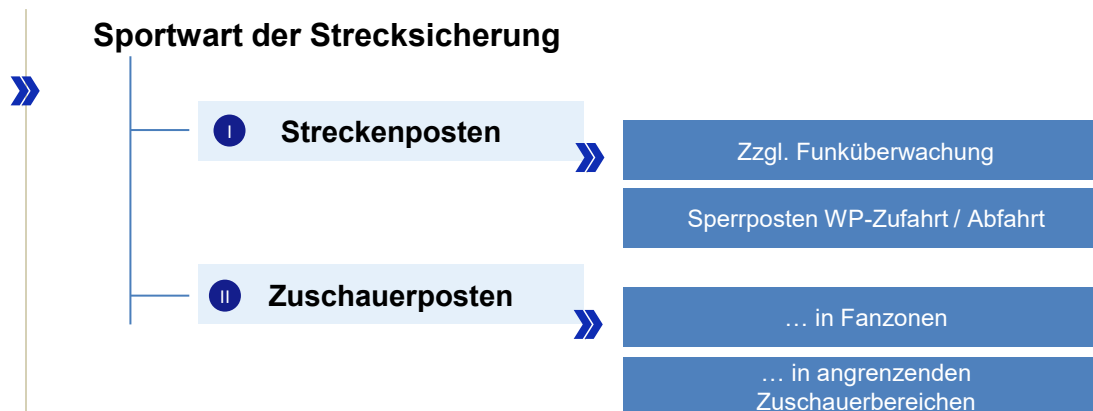 Sportwart der Strecksicherung
I Streckenposten
Zzgl. Funküberwachung
Sperrposten WP-Zufahrt / Abfahrt
II Zuschauerposten
… in Fanzonen
… in angrenzenden
Zuschauerbereichen